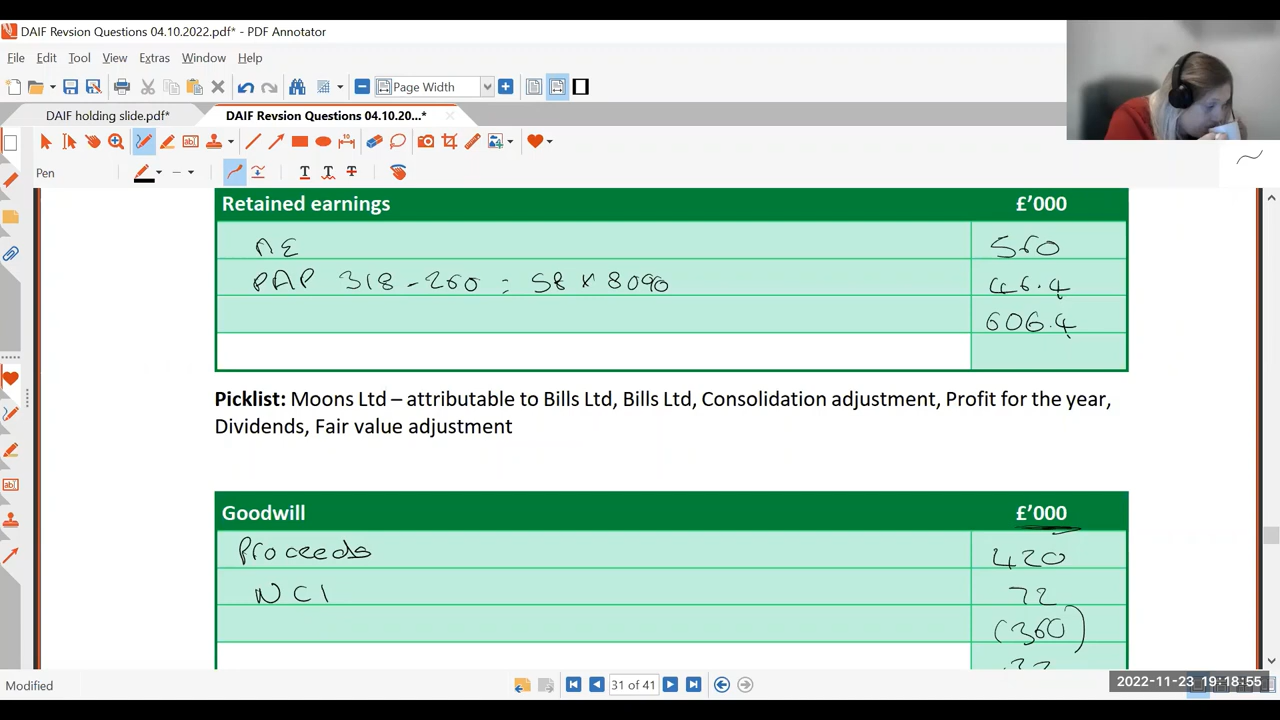 DAIF Revsion Questions 04.10.2022.pdf* - PDF Annotator
File Edit Tool View Extras Window Help
Page Width
DAIF holding slide.pdf* DAIF Revsion Questions 04.10.20...*
Pen
Retained earnings £'000
RE 560
PAP 318 - 260 = 58 x 80% 46.4
606.4
Picklist: Moons Ltd – attributable to Bills Ltd, Bills Ltd, Consolidation adjustment, Profit for the year,
Dividends, Fair value adjustment
Goodwill £'000
Proceeds 420
NCI 72
(360)
Modified 31 of 41 2022-11-23 19:18:55